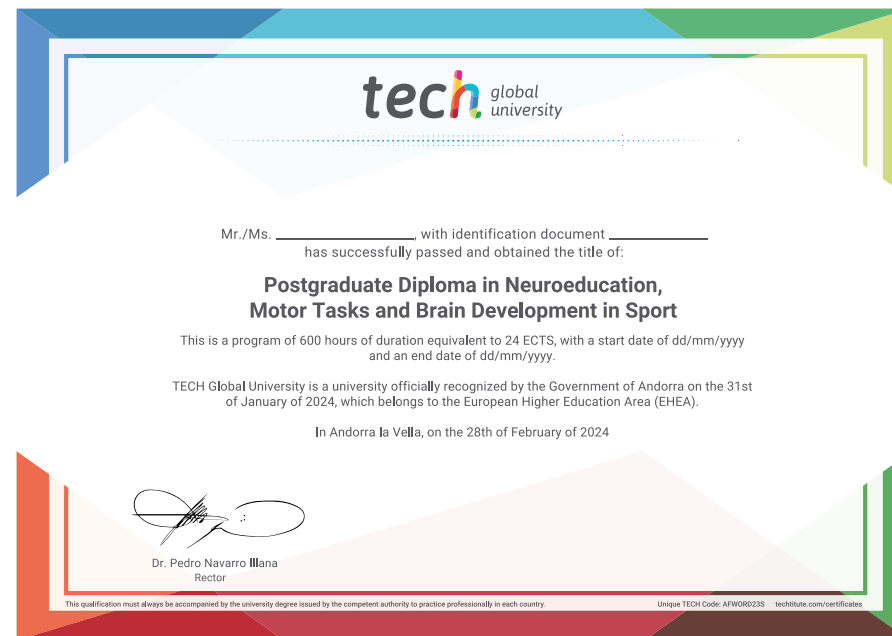 tech global university
Mr./Ms. ____________, with identification document ____________
has successfully passed and obtained the title of:
Postgraduate Diploma in Neuroeducation,
Motor Tasks and Brain Development in Sport
This is a program of 600 hours of duration equivalent to 24 ECTS, with a start date of dd/mm/yyyy
and an end date of dd/mm/yyyy.
TECH Global University is a university officially recognized by the Government of Andorra on the 31st
of January of 2024, which belongs to the European Higher Education Area (EHEA).
In Andorra la Vella, on the 28th of February of 2024
Dr. Pedro Navarro Illana
Rector
This qualification must always be accompanied by the university degree issued by the competent authority to practice professionally in each country. Unique TECH Code: AFWORD23S techtitute.com/certificates